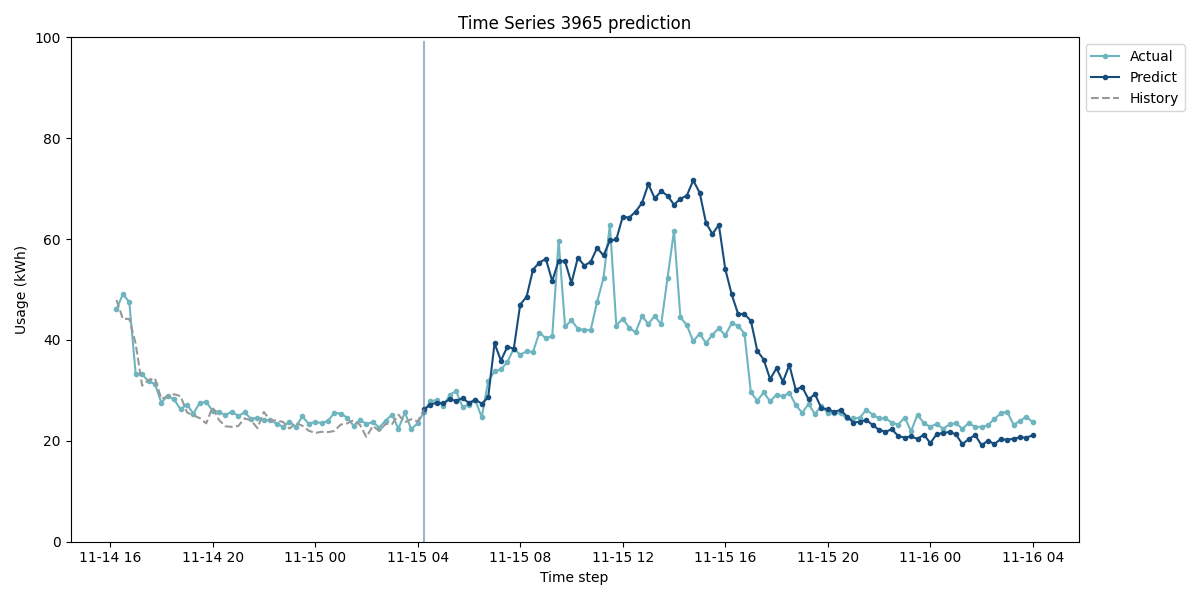 Time Series 3965 prediction
100
80
60
40
20
0
Usage (kWh)
11-14 16
11-14 20
11-15 00
11-15 04
11-15 08
11-15 12
11-15 16
11-15 20
11-16 00
11-16 04
Time step
Actual
Predict
History